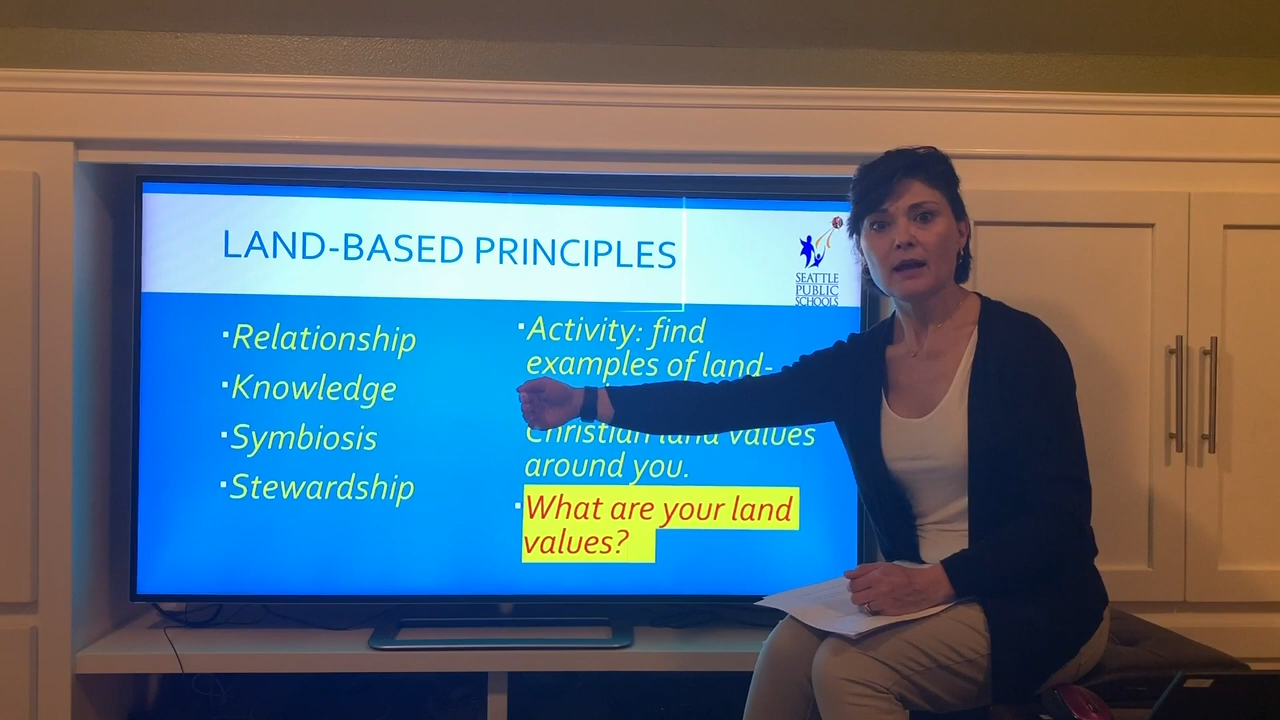 LAND-BASED PRINCIPLES
SEATTLE
PUBLIC
SCHOOLS
▪Relationship
▪Knowledge
▪Symbiosis
▪Stewardship
▪Activity: find
examples of land-
Christian land values
around you.
▪What are your land
values?